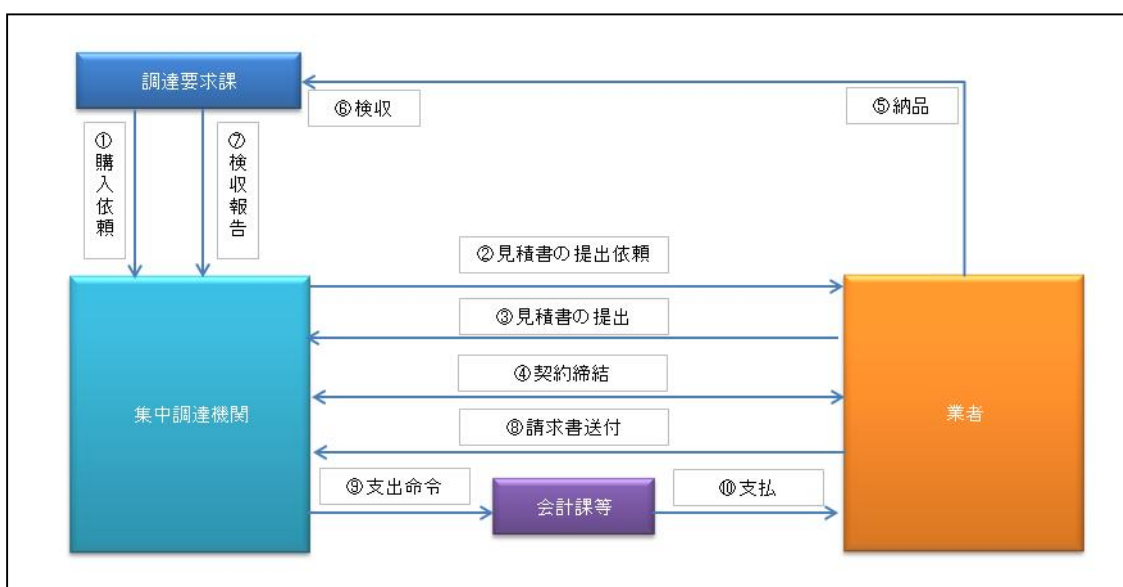 調達要求課
⑥検収
⑤納品
①購入依頼
⑦検収報告
②見積書の提出依頼
③見積書の提出
④契約締結
集中調達機関
業者
⑧請求書送付
⑨支出命令
会計課等
⑩支払